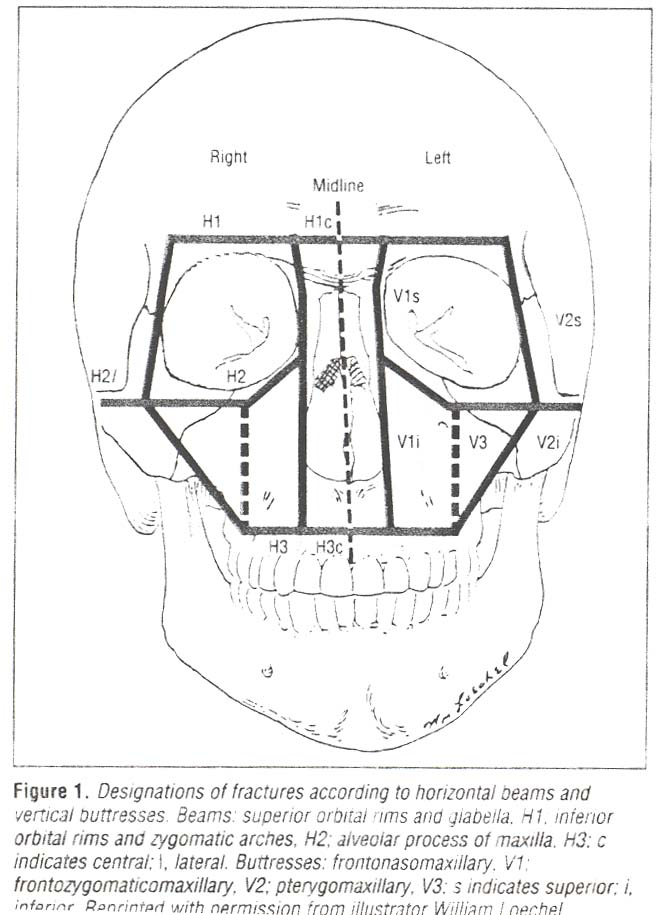 Right Left
Midline
H1 H1c
V1s
V2s
H2l H2
V1i V3 V2i
H3 H3c
Wm Loechel
Figure 1. Designations of fractures according to horizontal beams and
vertical buttresses. Beams: superior orbital rims and glabella, H1, inferior
orbital rims and zygomatic arches, H2; alveolar process of maxilla, H3; c
indicates central; l, lateral. Buttresses: frontonasomaxillary, V1;
frontozygomaticomaxillary, V2; pterygomaxillary, V3; s indicates superior; i,
inferior. Reprinted with permission from illustrator William Loechel